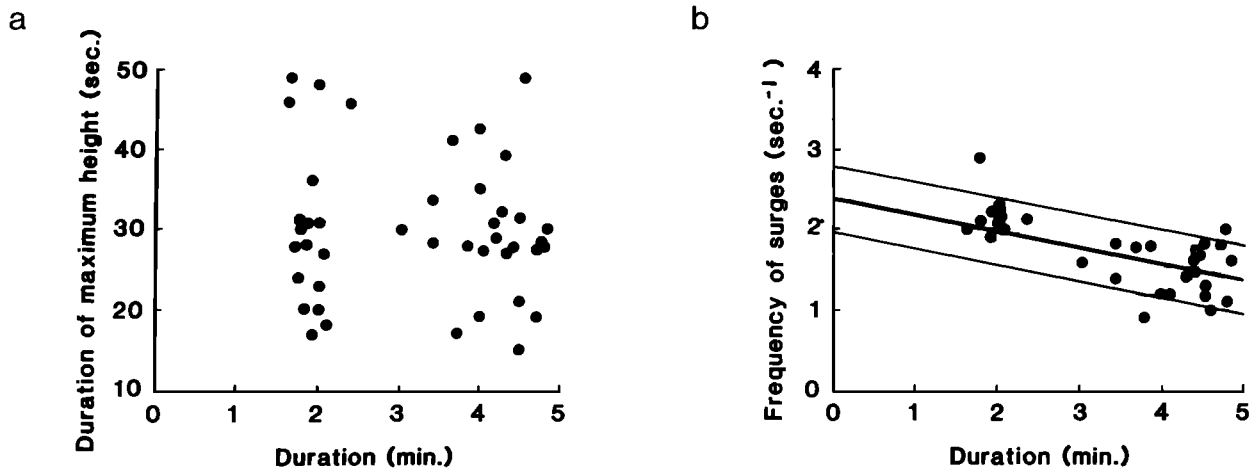 a
Duration of maximum height (sec.)
50
40
30
20
10
0 1 2 3 4 5
Duration (min.)
b
Frequency of surges (sec.-1)
4
3
2
1
0
0 1 2 3 4 5
Duration (min.)